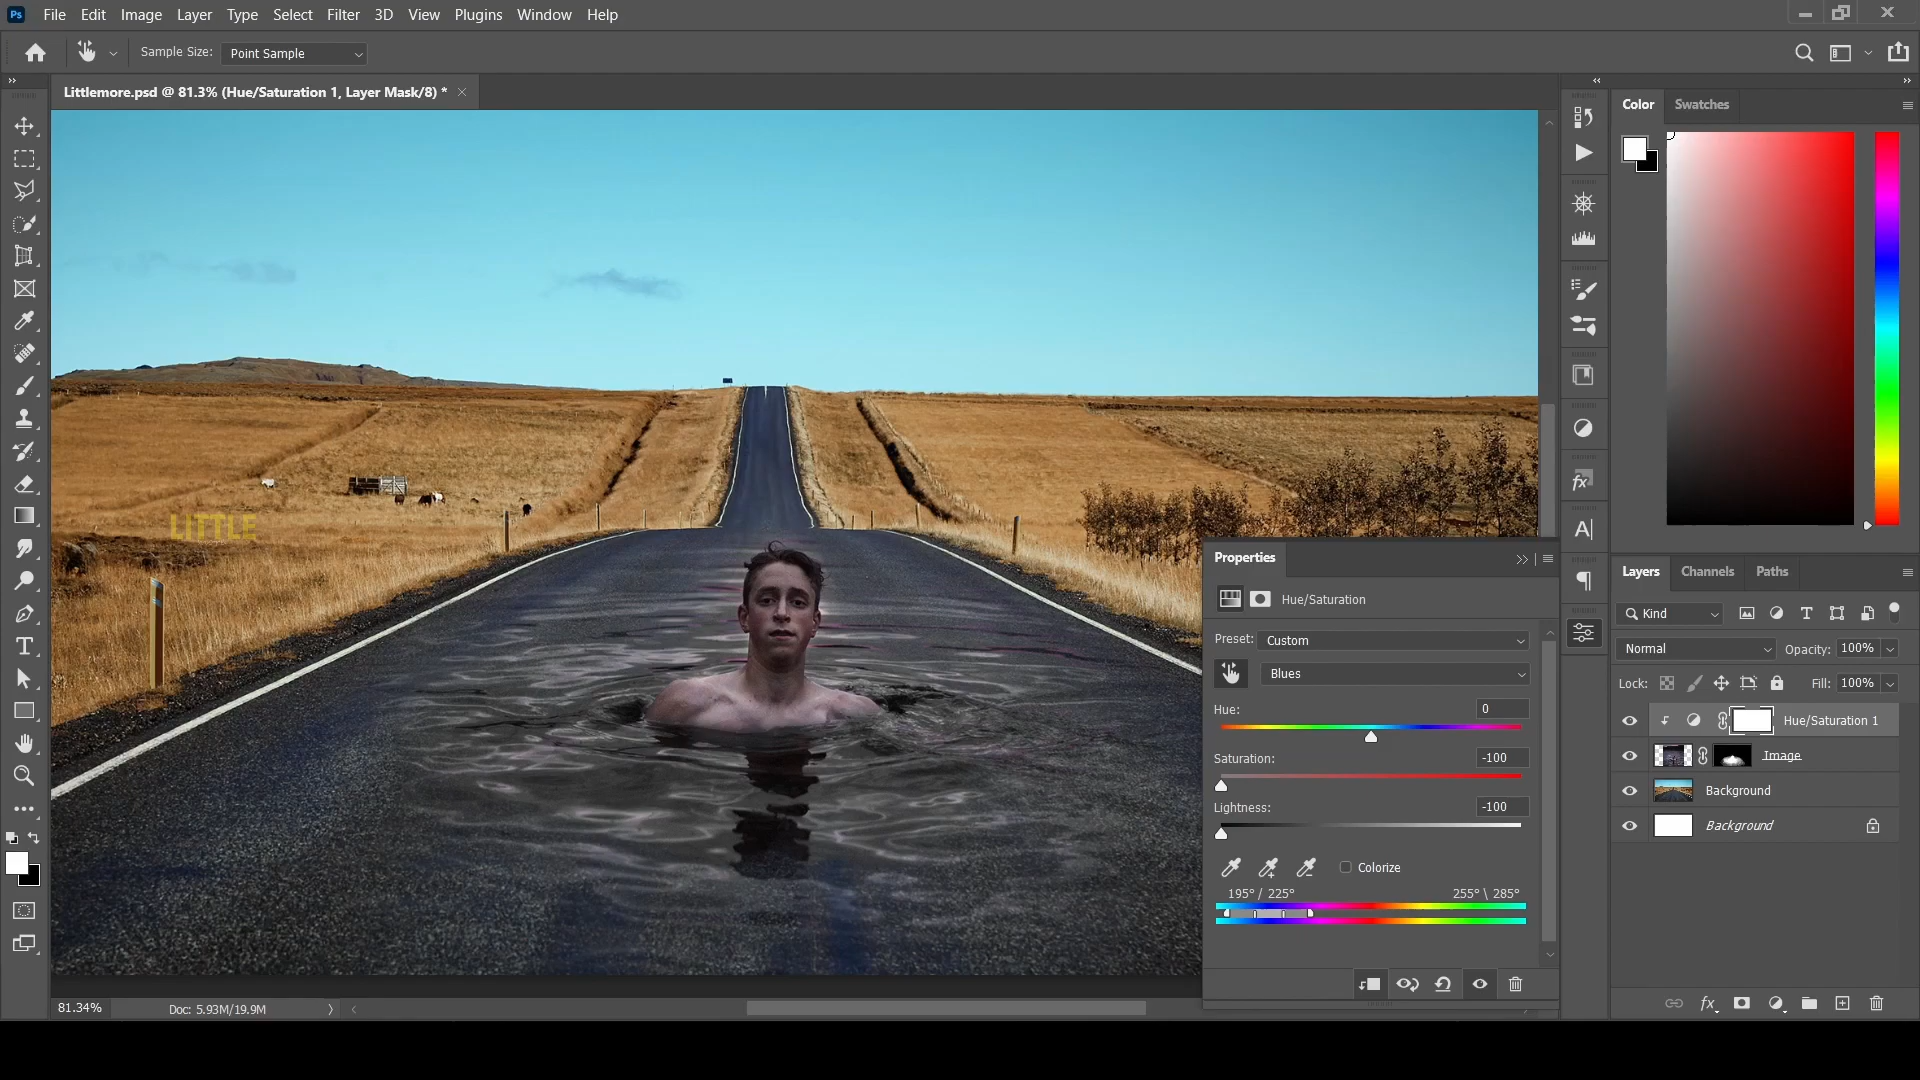 Ps File Edit Image Layer Type Select Filter 3D View Plugins Window Help
Sample Size: Point Sample
Littlemore.psd @ 81.3% (Hue/Saturation 1, Layer Mask/8) *
Color Swatches
LITTLE
Properties
Hue/Saturation
Preset: Custom
Blues
Hue: 0
Saturation: -100
Lightness: -100
Colorize
195° / 225° 255° \ 285°
Layers Channels Paths
Kind
Normal Opacity: 100%
Lock: Fill: 100%
Hue/Saturation 1
Image
Background
Background
81.34% Doc: 5.93M/19.9M